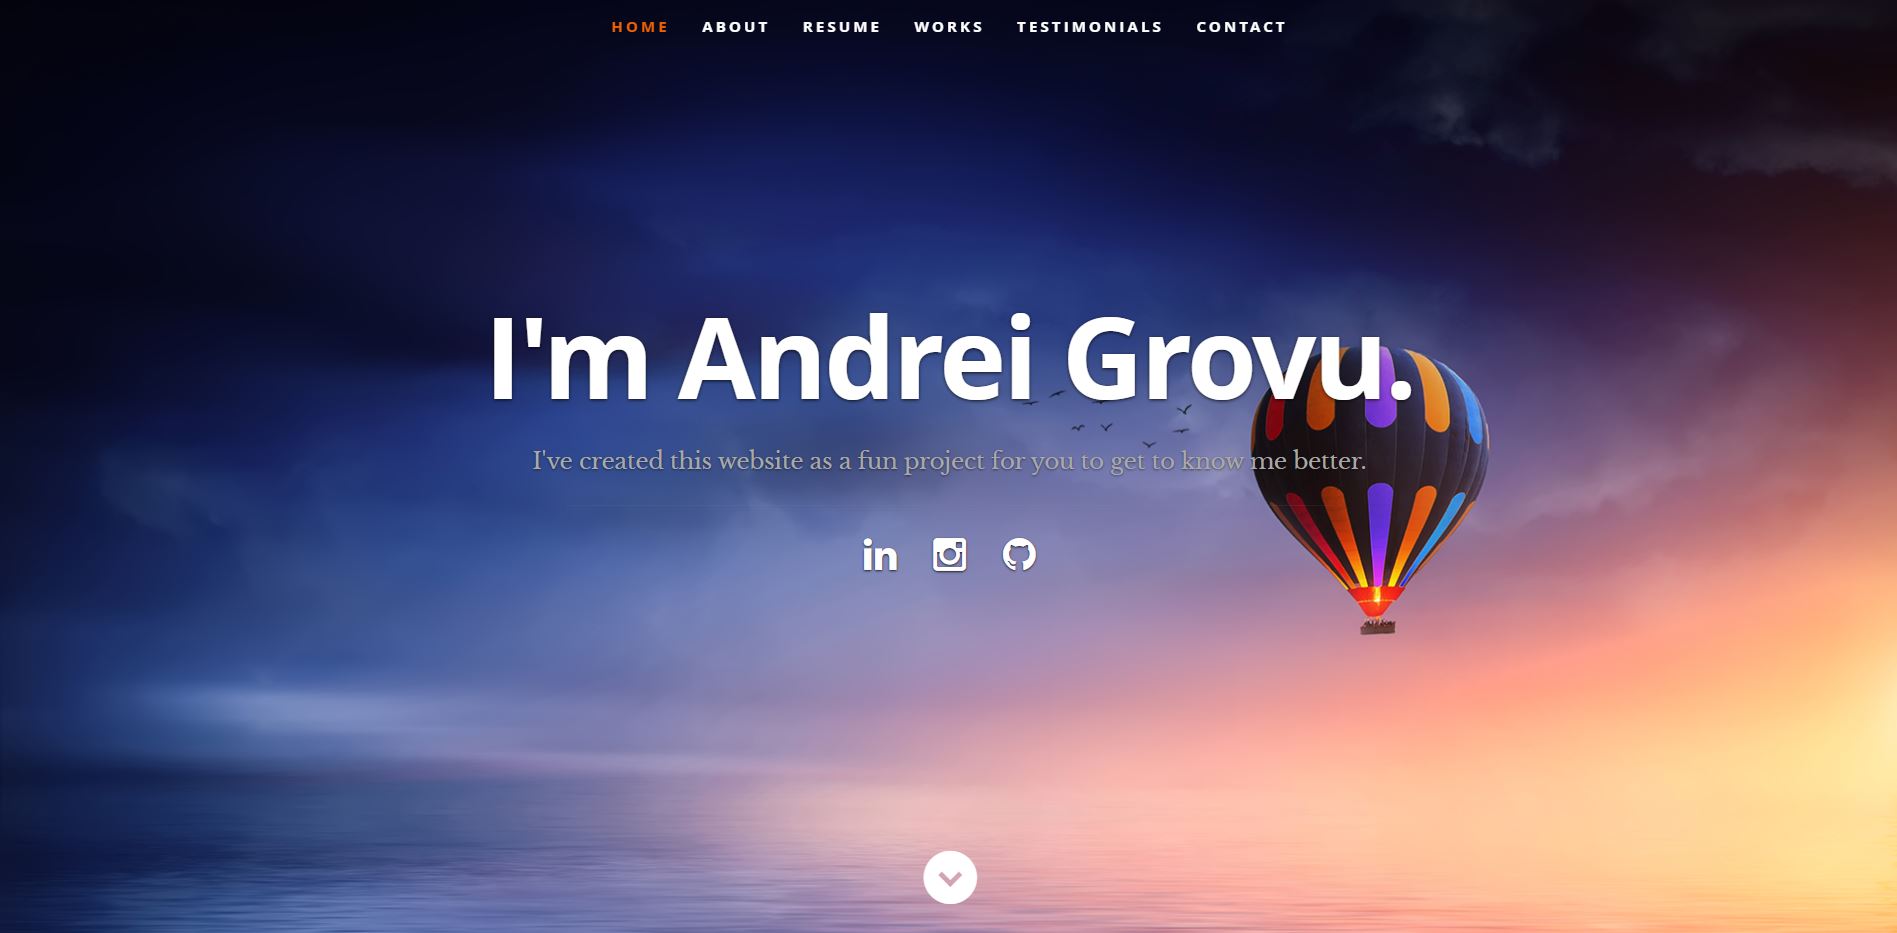 HOME ABOUT RESUME WORKS TESTIMONIALS CONTACT
I'm Andrei Grovu.
I've created this website as a fun project for you to get to know me better.
in